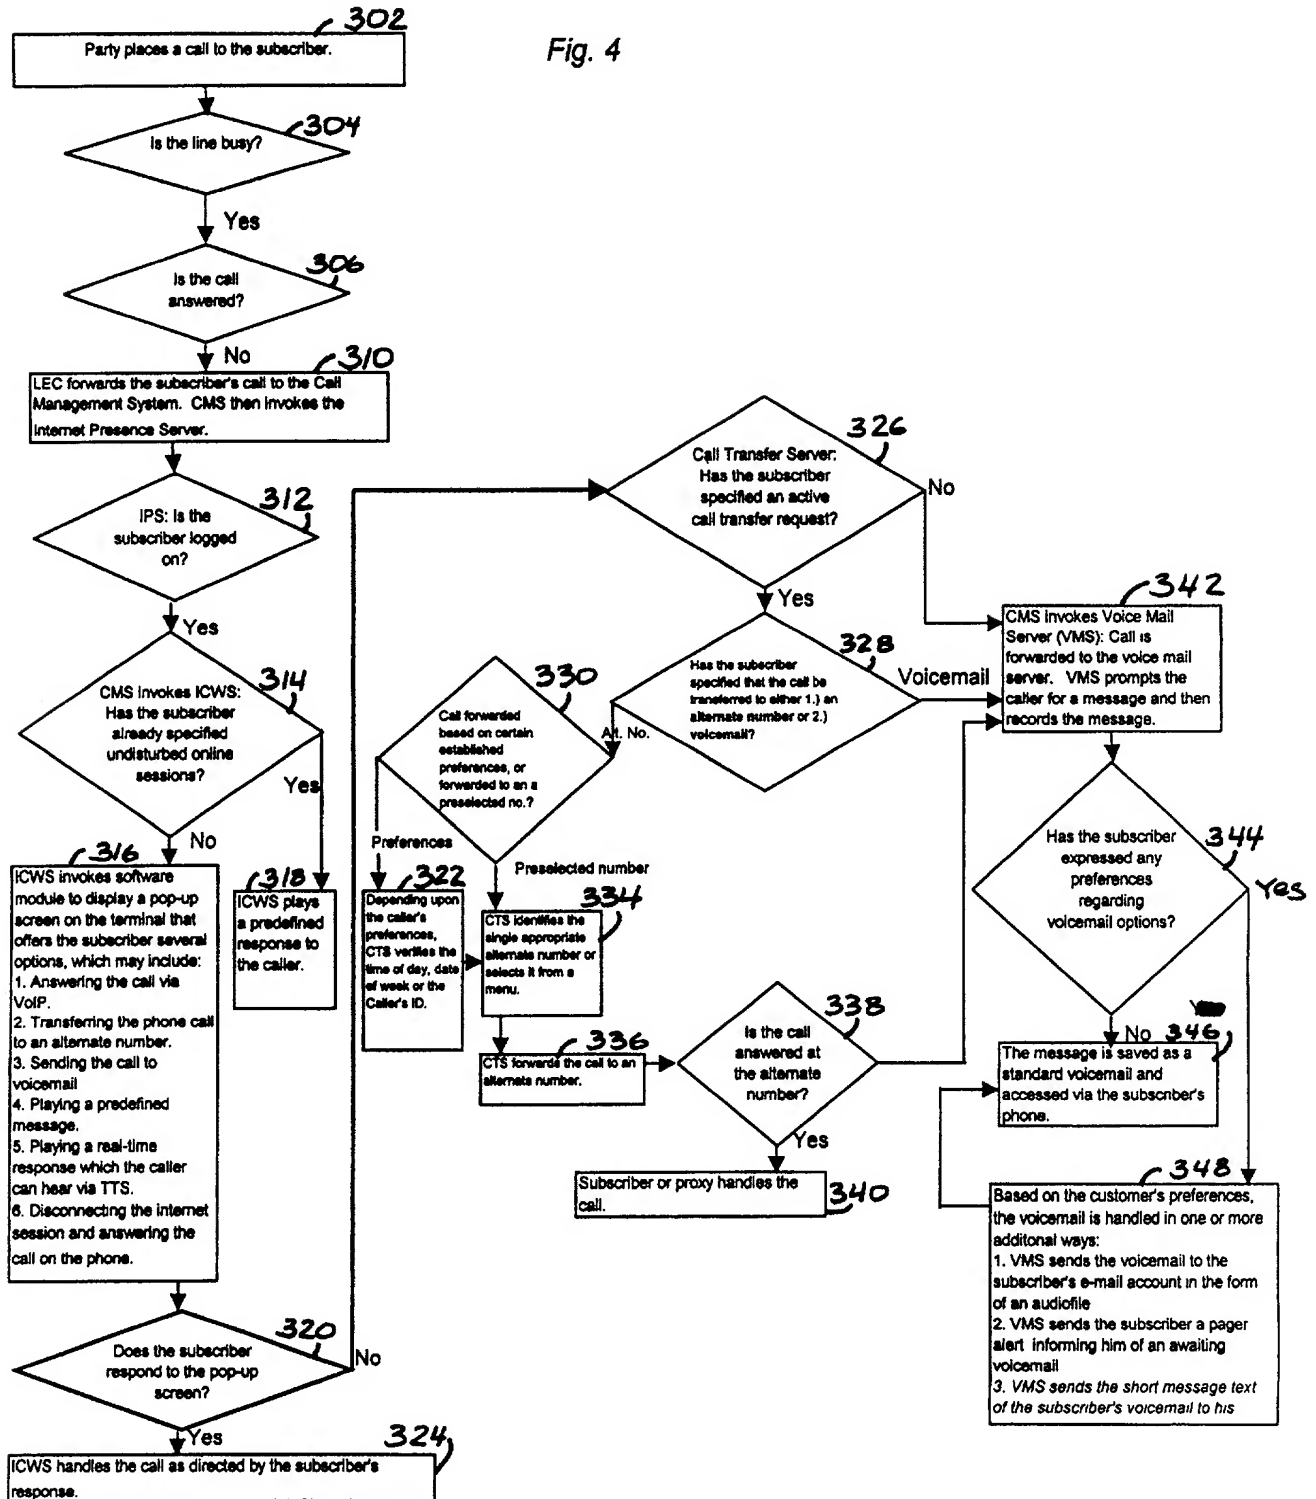 302
Party places a call to the subscriber.
Fig. 4
304
Is the line busy?
Yes
306
Is the call
answered?
No
310
LEC forwards the subscriber's call to the Call
Management System. CMS then invokes the
Internet Presence Server.
312
IPS: Is the
subscriber logged
on?
Yes
314
CMS invokes ICWS:
Has the subscriber
already specified
undisturbed online
sessions?
Yes
No
316
ICWS invokes software
module to display a pop-up
screen on the terminal that
offers the subscriber several
options, which may include:
1. Answering the call via
VoIP.
2. Transferring the phone call
to an alternate number.
3. Sending the call to
voicemail
4. Playing a predefined
message.
5. Playing a real-time
response which the caller
can hear via TTS.
6. Disconnecting the internet
session and answering the
call on the phone.
318
ICWS plays
a predefined
response to
the caller.
320
Does the subscriber
respond to the pop-up
screen?
No
Yes
324
ICWS handles the call as directed by the subscriber's
response.
326
Call Transfer Server:
Has the subscriber
specified an active
call transfer request?
No
Yes
328
Has the subscriber
specified that the call be
transferred to either 1.) an
alternate number or 2.)
voicemail?
Voicemail
Alt. No.
330
Call forwarded
based on certain
established
preferences, or
forwarded to an a
preselected no.?
Preferences
Preselected number
322
Depending upon
the caller's
preferences,
CTS verifies the
time of day, date
of week or the
Caller's ID.
334
CTS identifies the
single appropriate
alternate number or
selects it from a
menu.
336
CTS forwards the call to an
alternate number.
338
Is the call
answered at
the alternate
number?
Yes
Subscriber or proxy handles the
call.
340
342
CMS invokes Voice Mail
Server (VMS): Call is
forwarded to the voice mail
server. VMS prompts the
caller for a message and then
records the message.
344
Has the subscriber
expressed any
preferences
regarding
voicemail options?
Yes
No
346
The message is saved as a
standard voicemail and
accessed via the subscriber's
phone.
348
Based on the customer's preferences,
the voicemail is handled in one or more
additonal ways:
1. VMS sends the voicemail to the
subscriber's e-mail account in the form
of an audiofile
2. VMS sends the subscriber a pager
alert informing him of an awaiting
voicemail
3. VMS sends the short message text
of the subscriber's voicemail to his